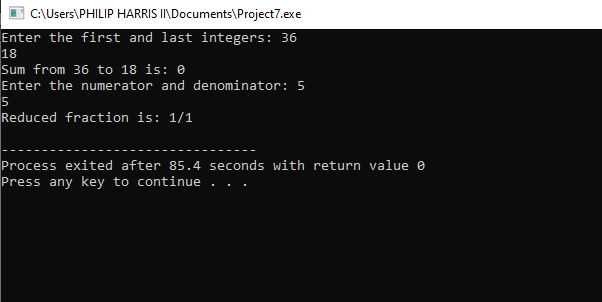 C:\Users\PHILIP HARRIS II\Documents\Project7.exe
Enter the first and last integers: 36
18
Sum from 36 to 18 is: 0
Enter the numerator and denominator: 5
5
Reduced fraction is: 1/1
--------------------------------
Process exited after 85.4 seconds with return value 0
Press any key to continue . . .